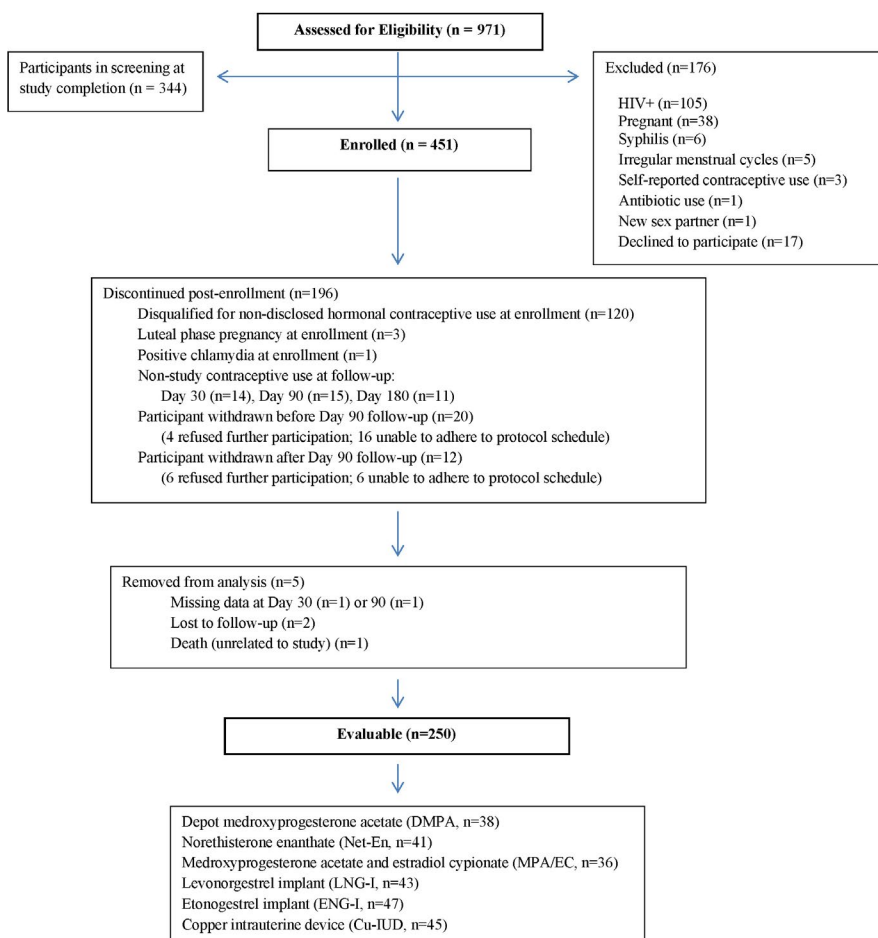 Assessed for Eligibility (n = 971)
Participants in screening at
study completion (n = 344)
Excluded (n=176)
HIV+ (n=105)
Pregnant (n=38)
Syphilis (n=6)
Irregular menstrual cycles (n=5)
Self-reported contraceptive use (n=3)
Antibiotic use (n=1)
New sex partner (n=1)
Declined to participate (n=17)
Enrolled (n = 451)
Discontinued post-enrollment (n=196)
Disqualified for non-disclosed hormonal contraceptive use at enrollment (n=120)
Luteal phase pregnancy at enrollment (n=3)
Positive chlamydia at enrollment (n=1)
Non-study contraceptive use at follow-up:
Day 30 (n=14), Day 90 (n=15), Day 180 (n=11)
Participant withdrawn before Day 90 follow-up (n=20)
(4 refused further participation; 16 unable to adhere to protocol schedule)
Participant withdrawn after Day 90 follow-up (n=12)
(6 refused further participation; 6 unable to adhere to protocol schedule)
Removed from analysis (n=5)
Missing data at Day 30 (n=1) or 90 (n=1)
Lost to follow-up (n=2)
Death (unrelated to study) (n=1)
Evaluable (n=250)
Depot medroxyprogesterone acetate (DMPA, n=38)
Norethisterone enanthate (Net-En, n=41)
Medroxyprogesterone acetate and estradiol cypionate (MPA/EC, n=36)
Levonorgestrel implant (LNG-I, n=43)
Etonogestrel implant (ENG-I, n=47)
Copper intrauterine device (Cu-IUD, n=45)